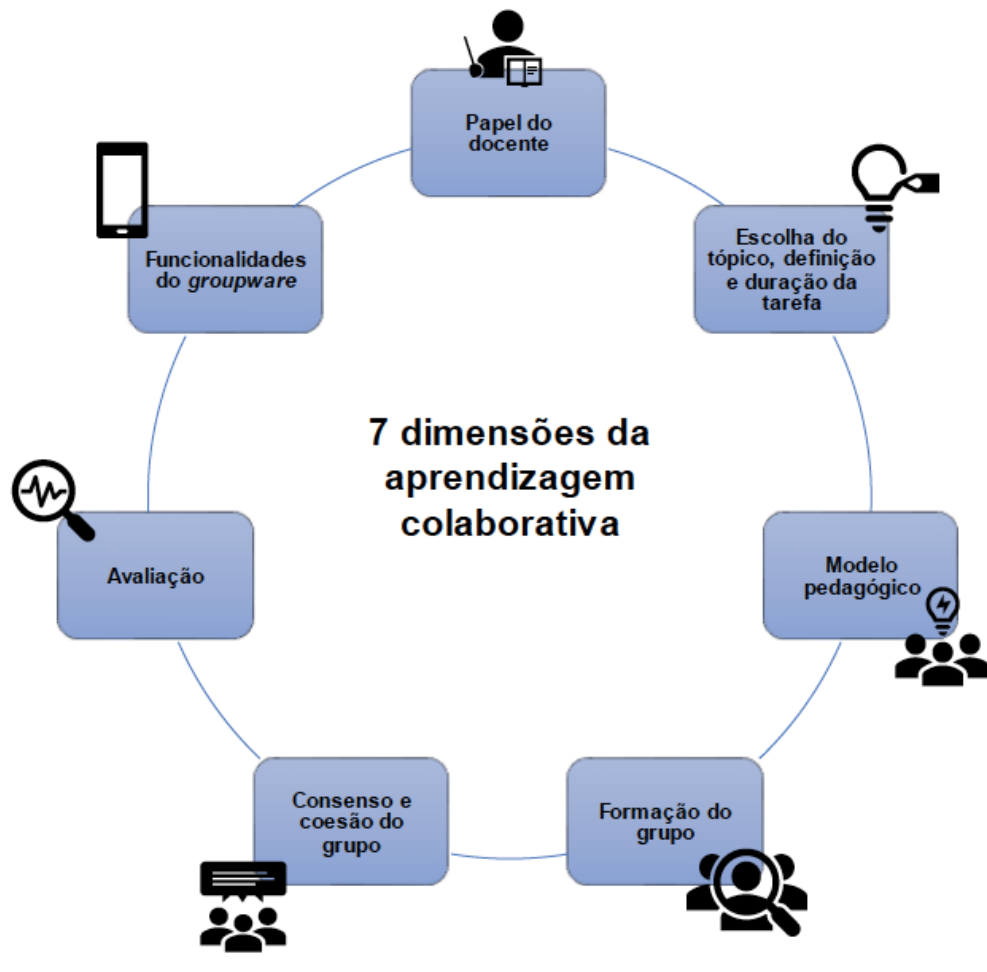 Papel do
docente
Escolha do
tópico, definição
e duração da
tarefa
Modelo
pedagógico
Formação do
grupo
Consenso e
coesão do
grupo
Avaliação
Funcionalidades
do groupware
7 dimensões da
aprendizagem
colaborativa